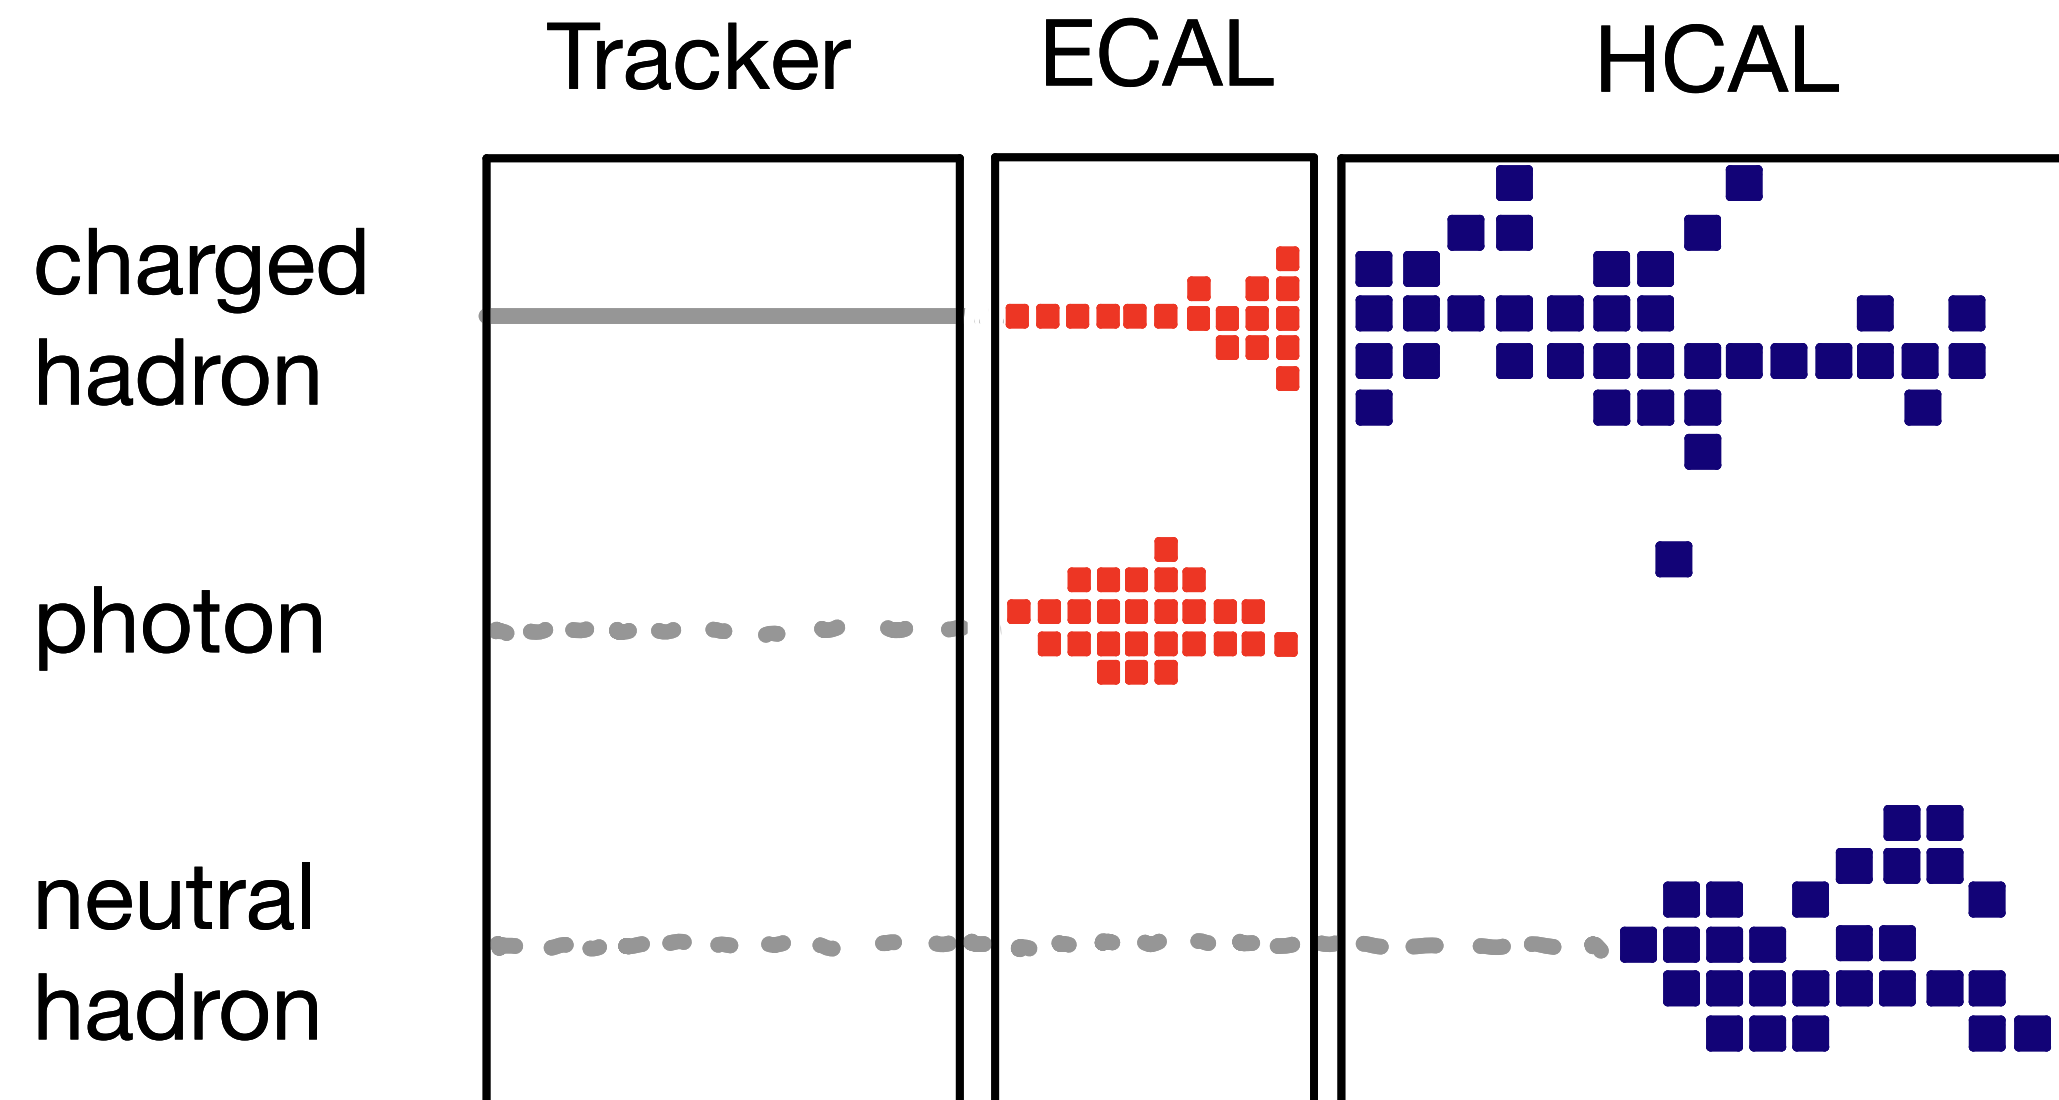 Tracker
ECAL
HCAL
charged
hadron
photon
neutral
hadron